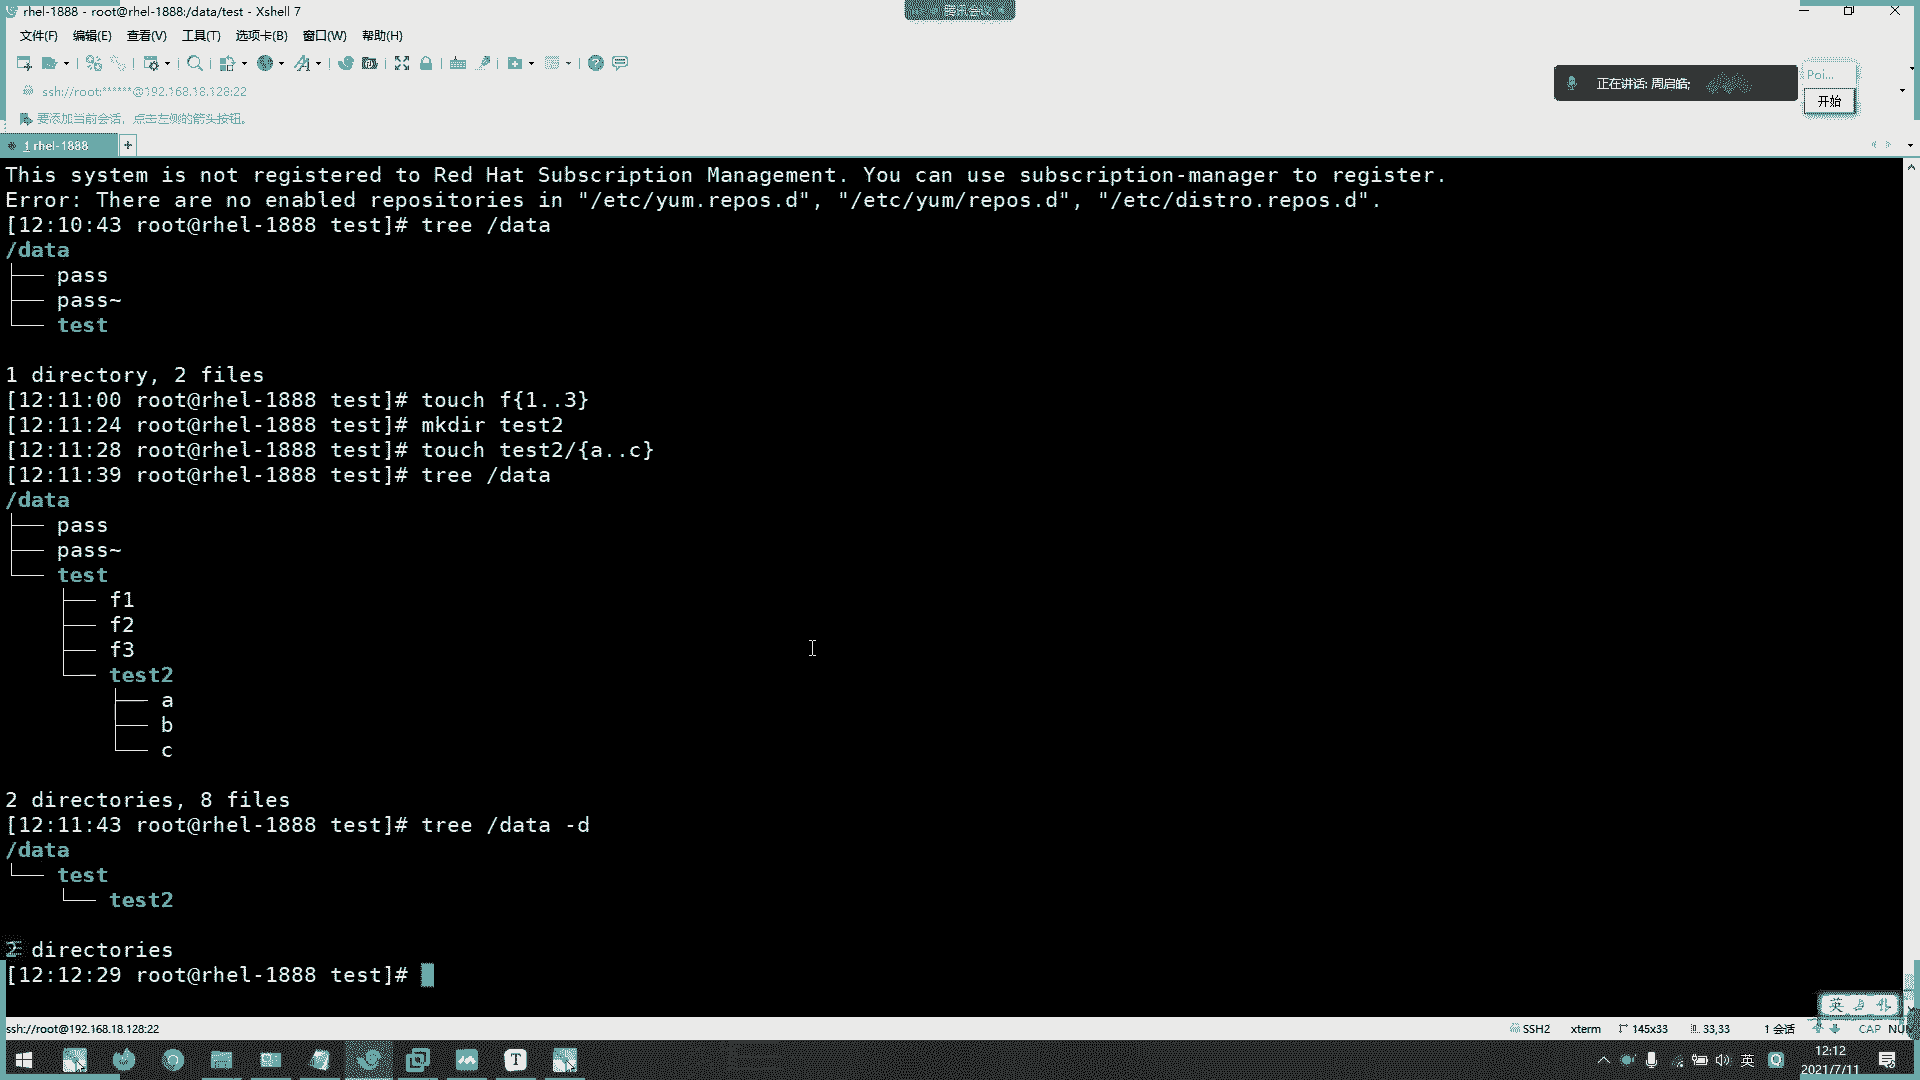 rhel-1888 - root@rhel-1888:/data/test - Xshell 7
腾讯会议
文件(F) 编辑(E) 查看(V) 工具(T) 选项卡(B) 窗口(W) 帮助(H)
正在讲话: 周启皓;
Poi...
开始
ssh://root:******@192.168.18.128:22
要添加当前会话，点击左侧的箭头按钮。
1 rhel-1888 +
This system is not registered to Red Hat Subscription Management. You can use subscription-manager to register.
Error: There are no enabled repositories in "/etc/yum.repos.d", "/etc/yum/repos.d", "/etc/distro.repos.d".
[12:10:43 root@rhel-1888 test]# tree /data
/data
├── pass
├── pass~
└── test
1 directory, 2 files
[12:11:00 root@rhel-1888 test]# touch f{1..3}
[12:11:24 root@rhel-1888 test]# mkdir test2
[12:11:28 root@rhel-1888 test]# touch test2/{a..c}
[12:11:39 root@rhel-1888 test]# tree /data
/data
├── pass
├── pass~
└── test
    ├── f1
    ├── f2
    ├── f3
    └── test2
        ├── a
        ├── b
        └── c
2 directories, 8 files
[12:11:43 root@rhel-1888 test]# tree /data -d
/data
└── test
    └── test2
2 directories
[12:12:29 root@rhel-1888 test]#
英
ssh://root@192.168.18.128:22 SSH2 xterm 145x33 33,33 1 会话 CAP NUM
T
英
12:12
2021/7/11